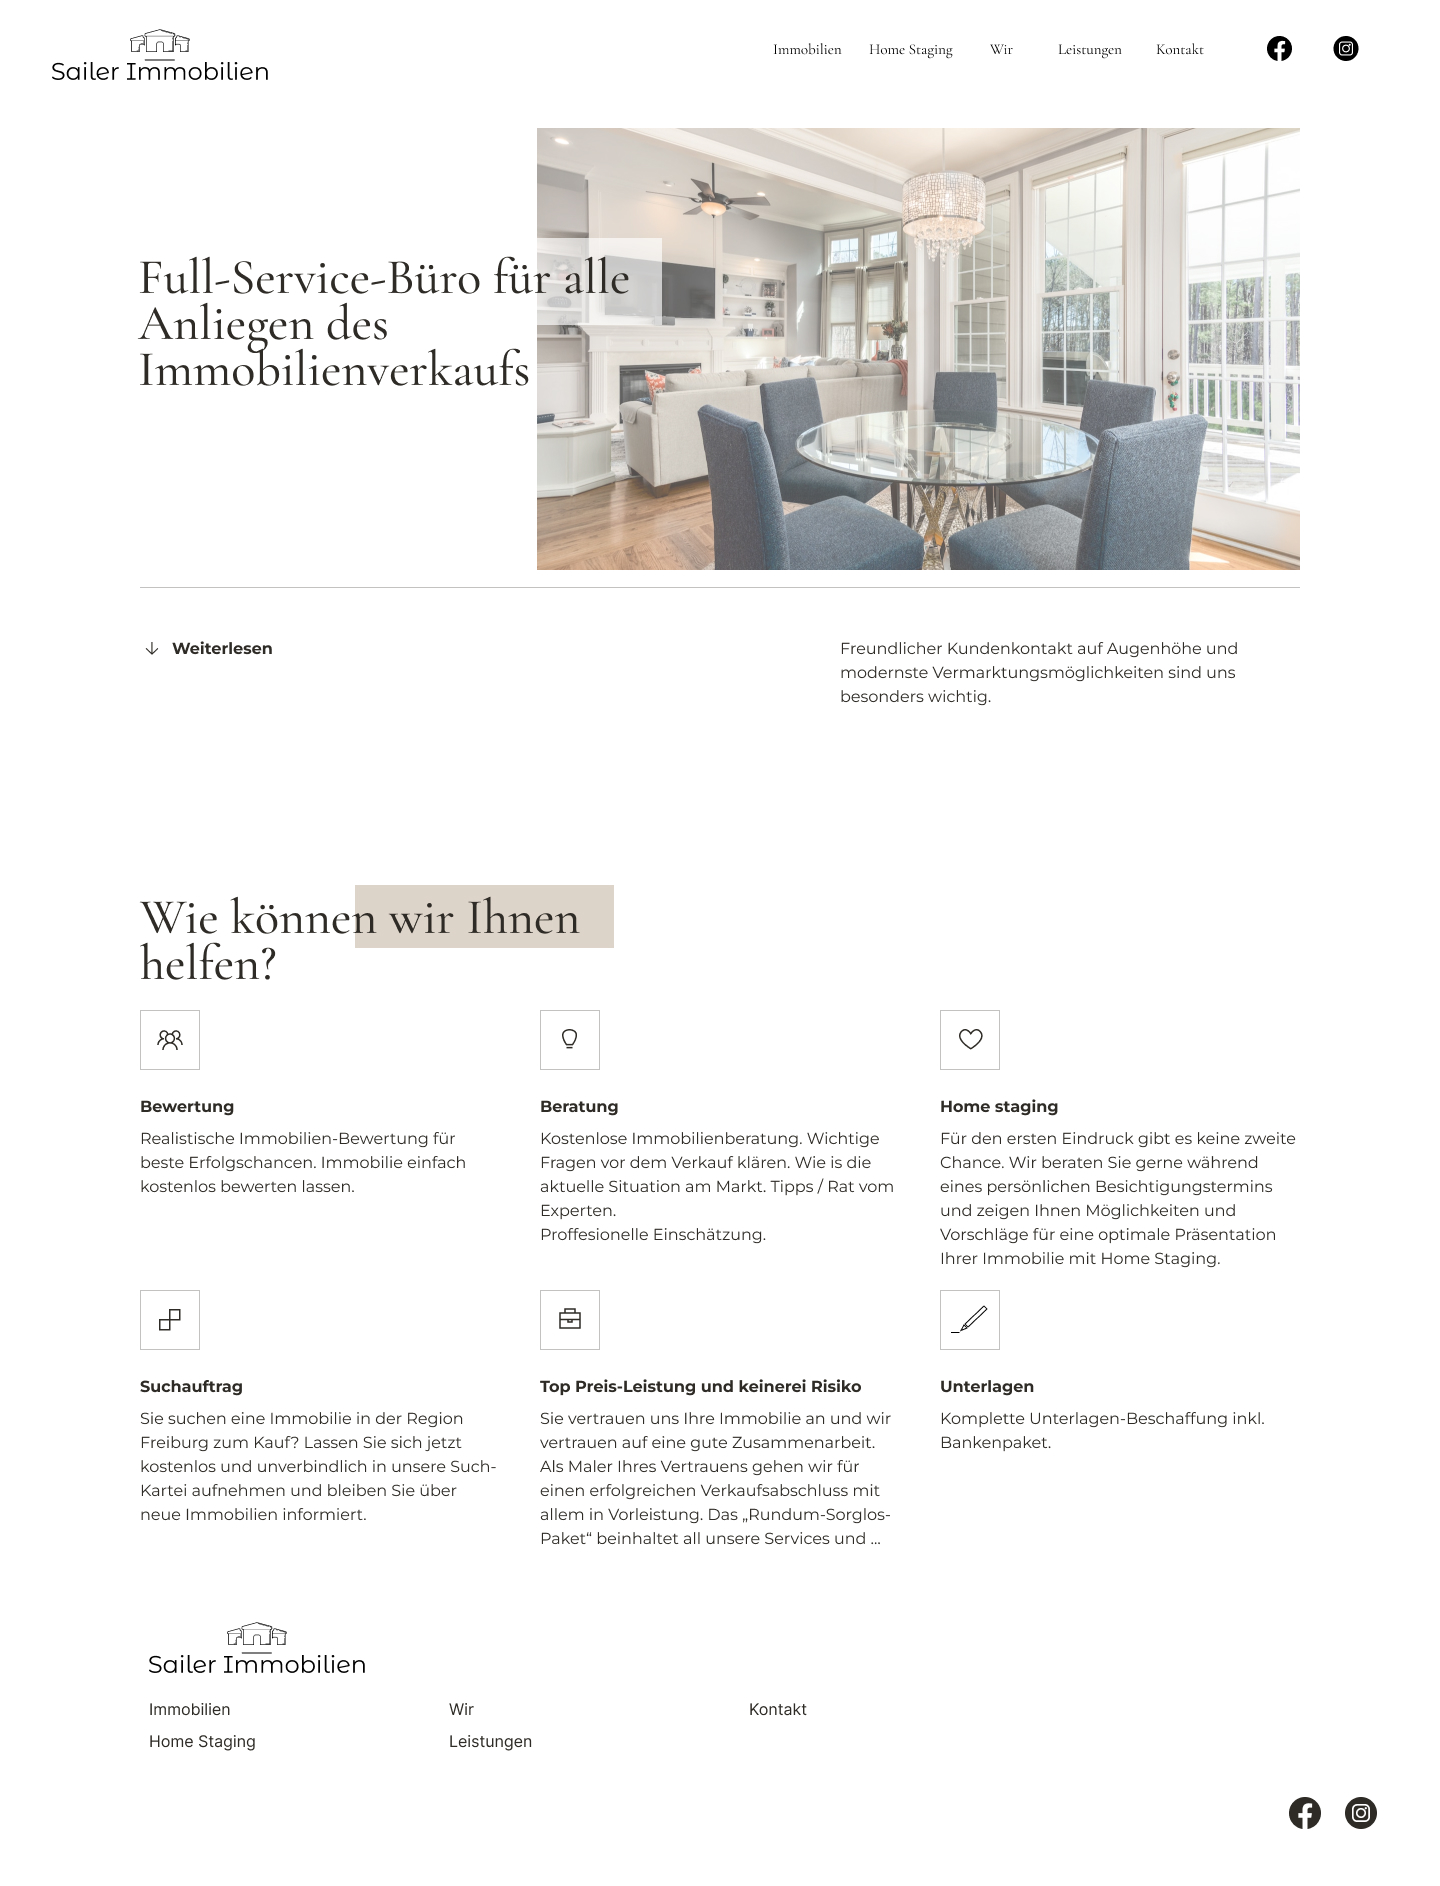 Sailer Immobilien
Immobilien
Home Staging
Wir
Leistungen
Kontakt
Full-Service-Büro für alle
Anliegen des
Immobilienverkaufs
Weiterlesen
Freundlicher Kundenkontakt auf Augenhöhe und
modernste Vermarktungsmöglichkeiten sind uns
besonders wichtig.
Wie können wir Ihnen
helfen?
Bewertung
Realistische Immobilien-Bewertung für
beste Erfolgschancen. Immobilie einfach
kostenlos bewerten lassen.
Beratung
Kostenlose Immobilienberatung. Wichtige
Fragen vor dem Verkauf klären. Wie is die
aktuelle Situation am Markt. Tipps / Rat vom
Experten.
Proffesionelle Einschätzung.
Home staging
Für den ersten Eindruck gibt es keine zweite
Chance. Wir beraten Sie gerne während
eines persönlichen Besichtigungstermins
und zeigen Ihnen Möglichkeiten und
Vorschläge für eine optimale Präsentation
Ihrer Immobilie mit Home Staging.
Suchauftrag
Sie suchen eine Immobilie in der Region
Freiburg zum Kauf? Lassen Sie sich jetzt
kostenlos und unverbindlich in unsere Such-
Kartei aufnehmen und bleiben Sie über
neue Immobilien informiert.
Top Preis-Leistung und keinerei Risiko
Sie vertrauen uns Ihre Immobilie an und wir
vertrauen auf eine gute Zusammenarbeit.
Als Maler Ihres Vertrauens gehen wir für
einen erfolgreichen Verkaufsabschluss mit
allem in Vorleistung. Das „Rundum-Sorglos-
Paket“ beinhaltet all unsere Services und ...
Unterlagen
Komplette Unterlagen-Beschaffung inkl.
Bankenpaket.
Sailer Immobilien
Immobilien
Home Staging
Wir
Leistungen
Kontakt